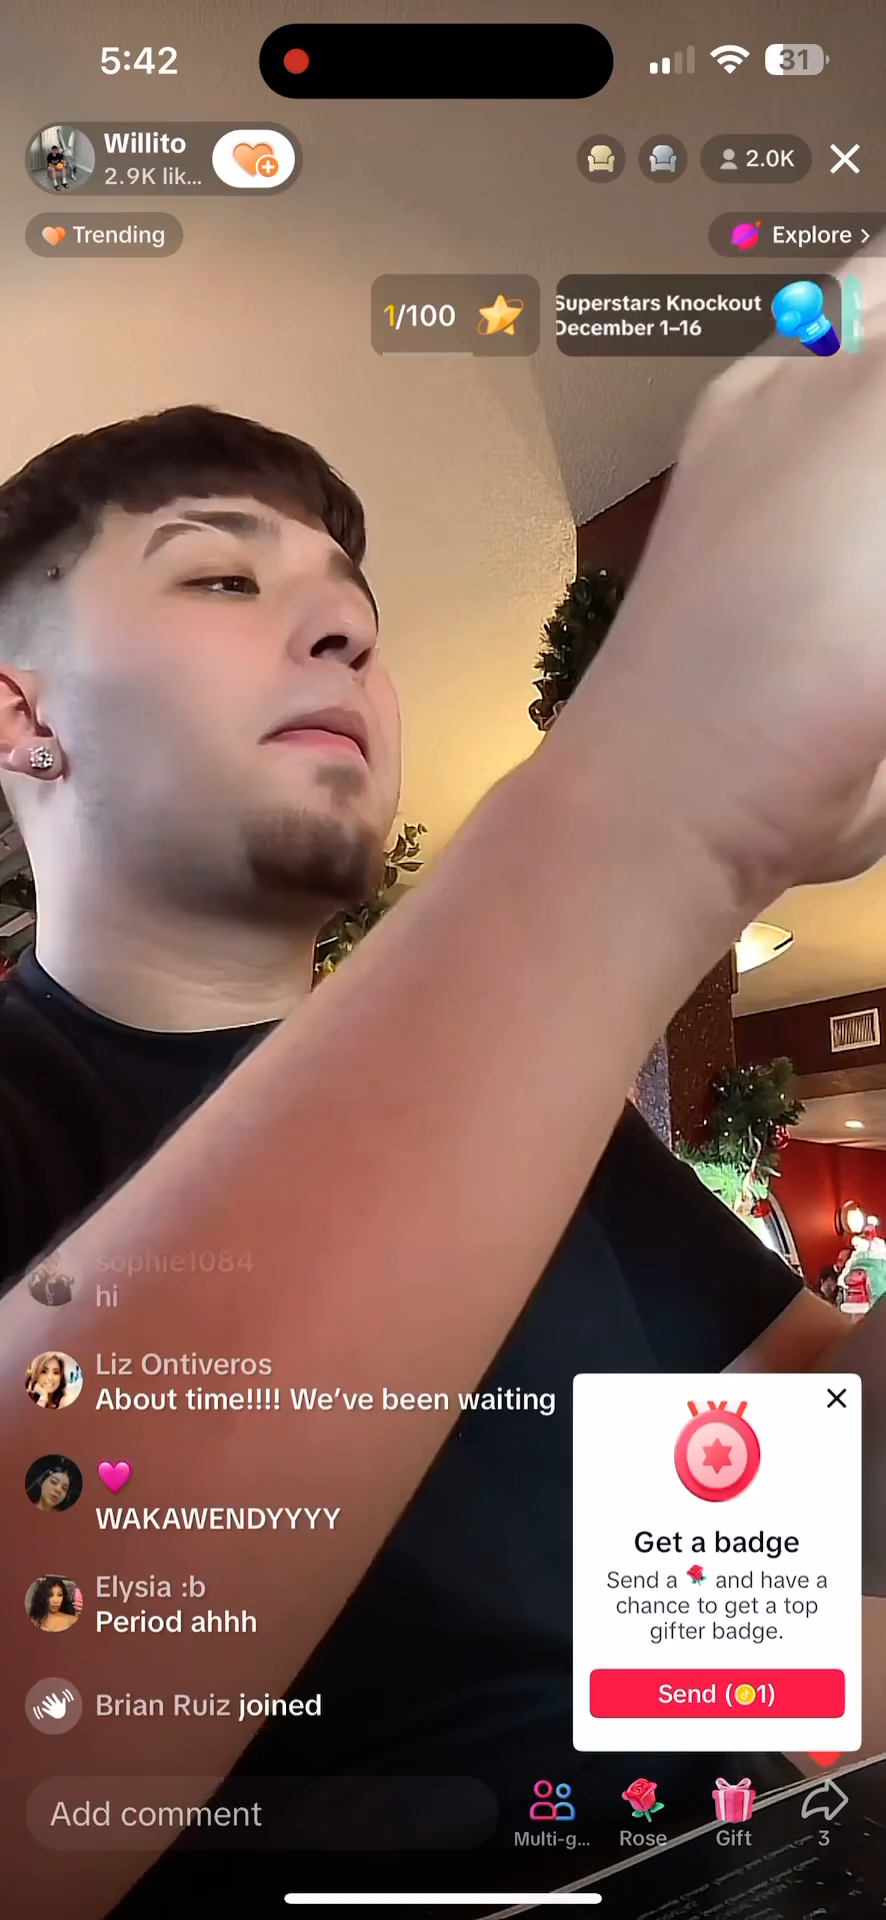 5:42
31
Willito
2.9K lik...
2.0K
Trending
Explore >
1/100
Superstars Knockout
December 1–16
sophie1084
hi
Liz Ontiveros
About time!!!! We've been waiting
🩷
WAKAWENDYYYY
Elysia :b
Period ahhh
Brian Ruiz joined
Get a badge
Send a 🌹 and have a
chance to get a top
gifter badge.
Send (1)
Add comment
Multi-g...
Rose
Gift
3